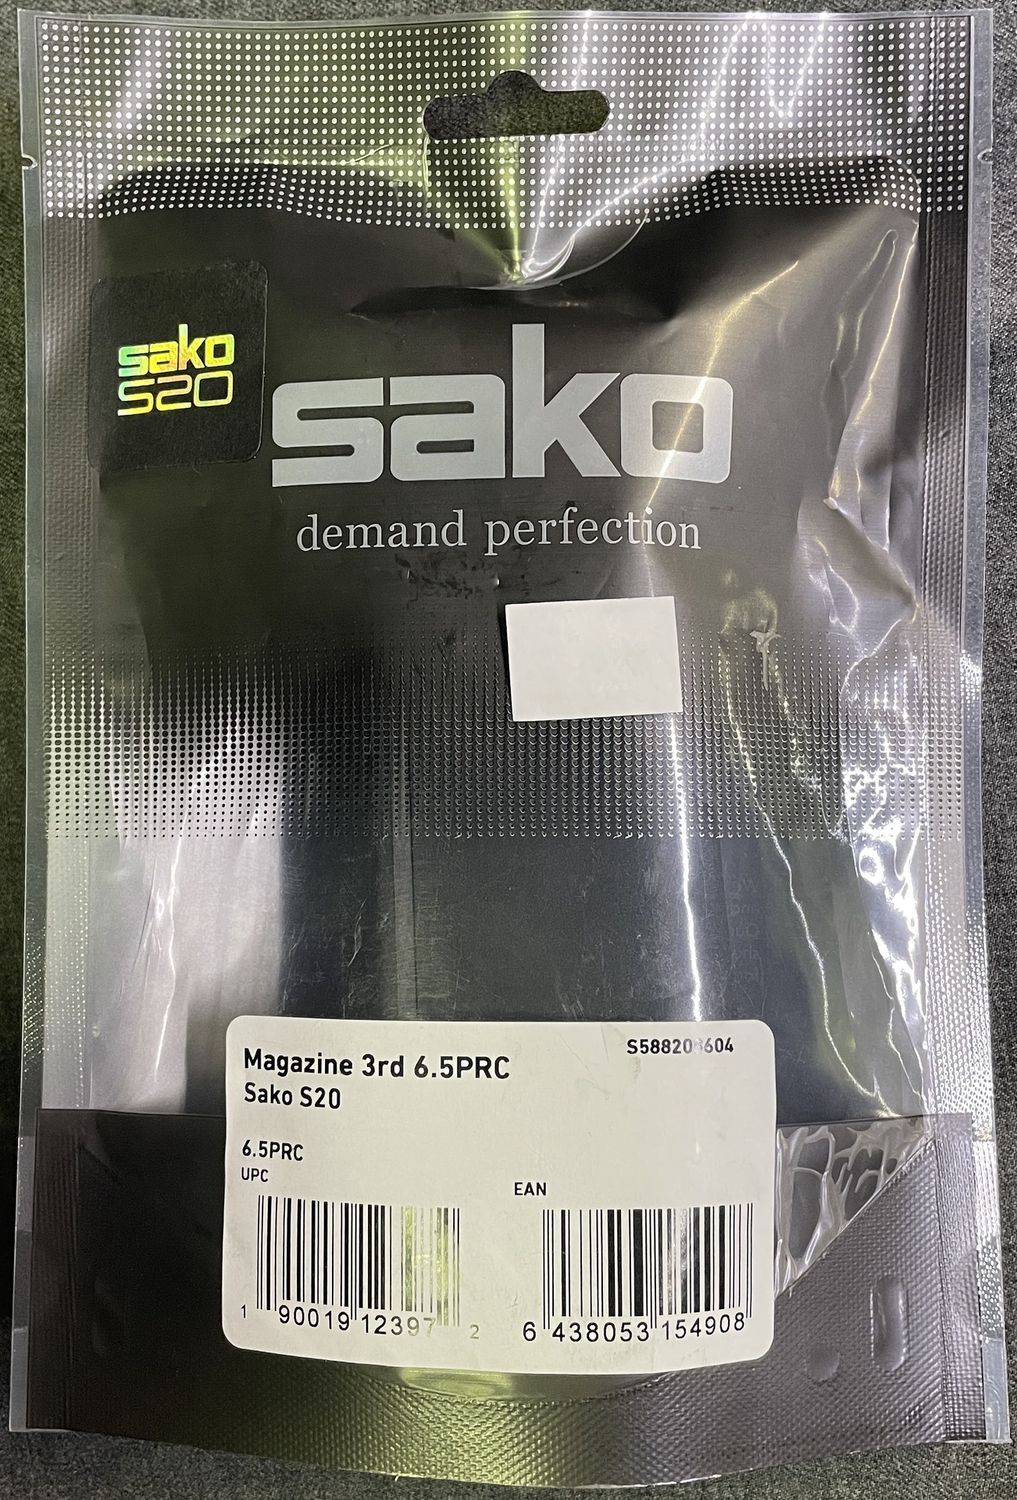 sako
S20
sako
demand perfection
Magazine 3rd 6.5PRC
Sako S20
6.5PRC
UPC
EAN
1 90019 12397 2
6 438053 154908